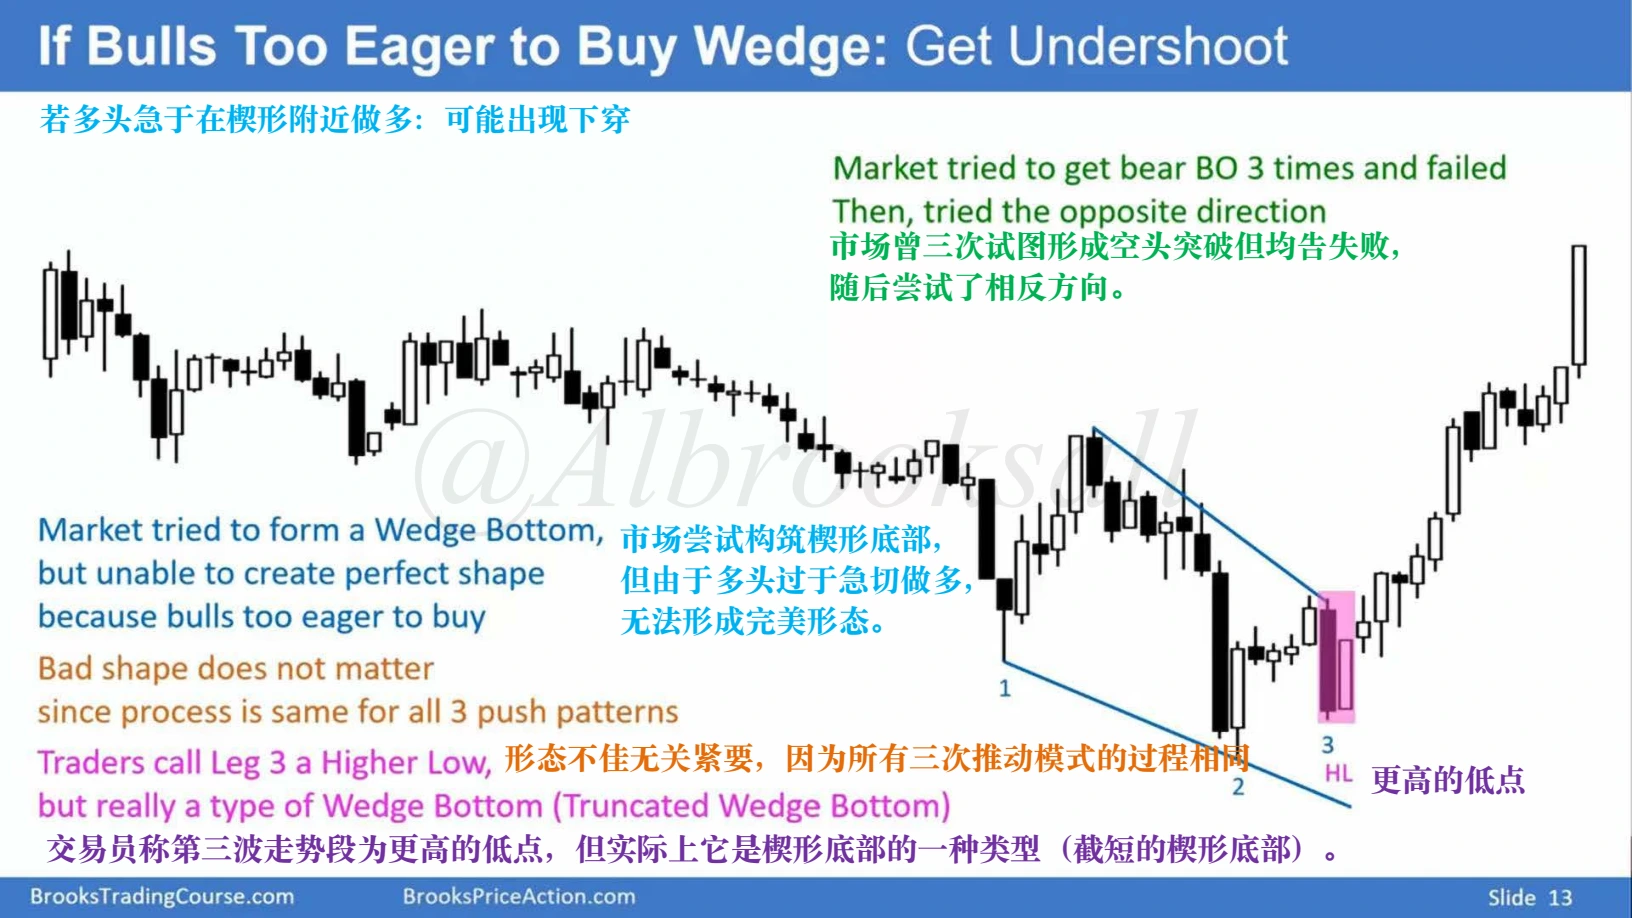 If Bulls Too Eager to Buy Wedge: Get Undershoot
若多头急于在楔形附近做多：可能出现下穿
Market tried to get bear BO 3 times and failed
Then, tried the opposite direction
市场曾三次试图形成空头突破但均告失败，
随后尝试了相反方向。
@Albrooksall
Market tried to form a Wedge Bottom,
but unable to create perfect shape
because bulls too eager to buy
市场尝试构筑楔形底部，
但由于多头过于急切做多，
无法形成完美形态。
Bad shape does not matter
since process is same for all 3 push patterns
形态不佳无关紧要，因为所有三次推动模式的过程相同
Traders call Leg 3 a Higher Low,
but really a type of Wedge Bottom (Truncated Wedge Bottom)
交易员称第三波走势段为更高的低点，但实际上它是楔形底部的一种类型（截短的楔形底部）。
1
2
3
HL
更高的低点
BrooksTradingCourse.com
BrooksPriceAction.com
Slide 13